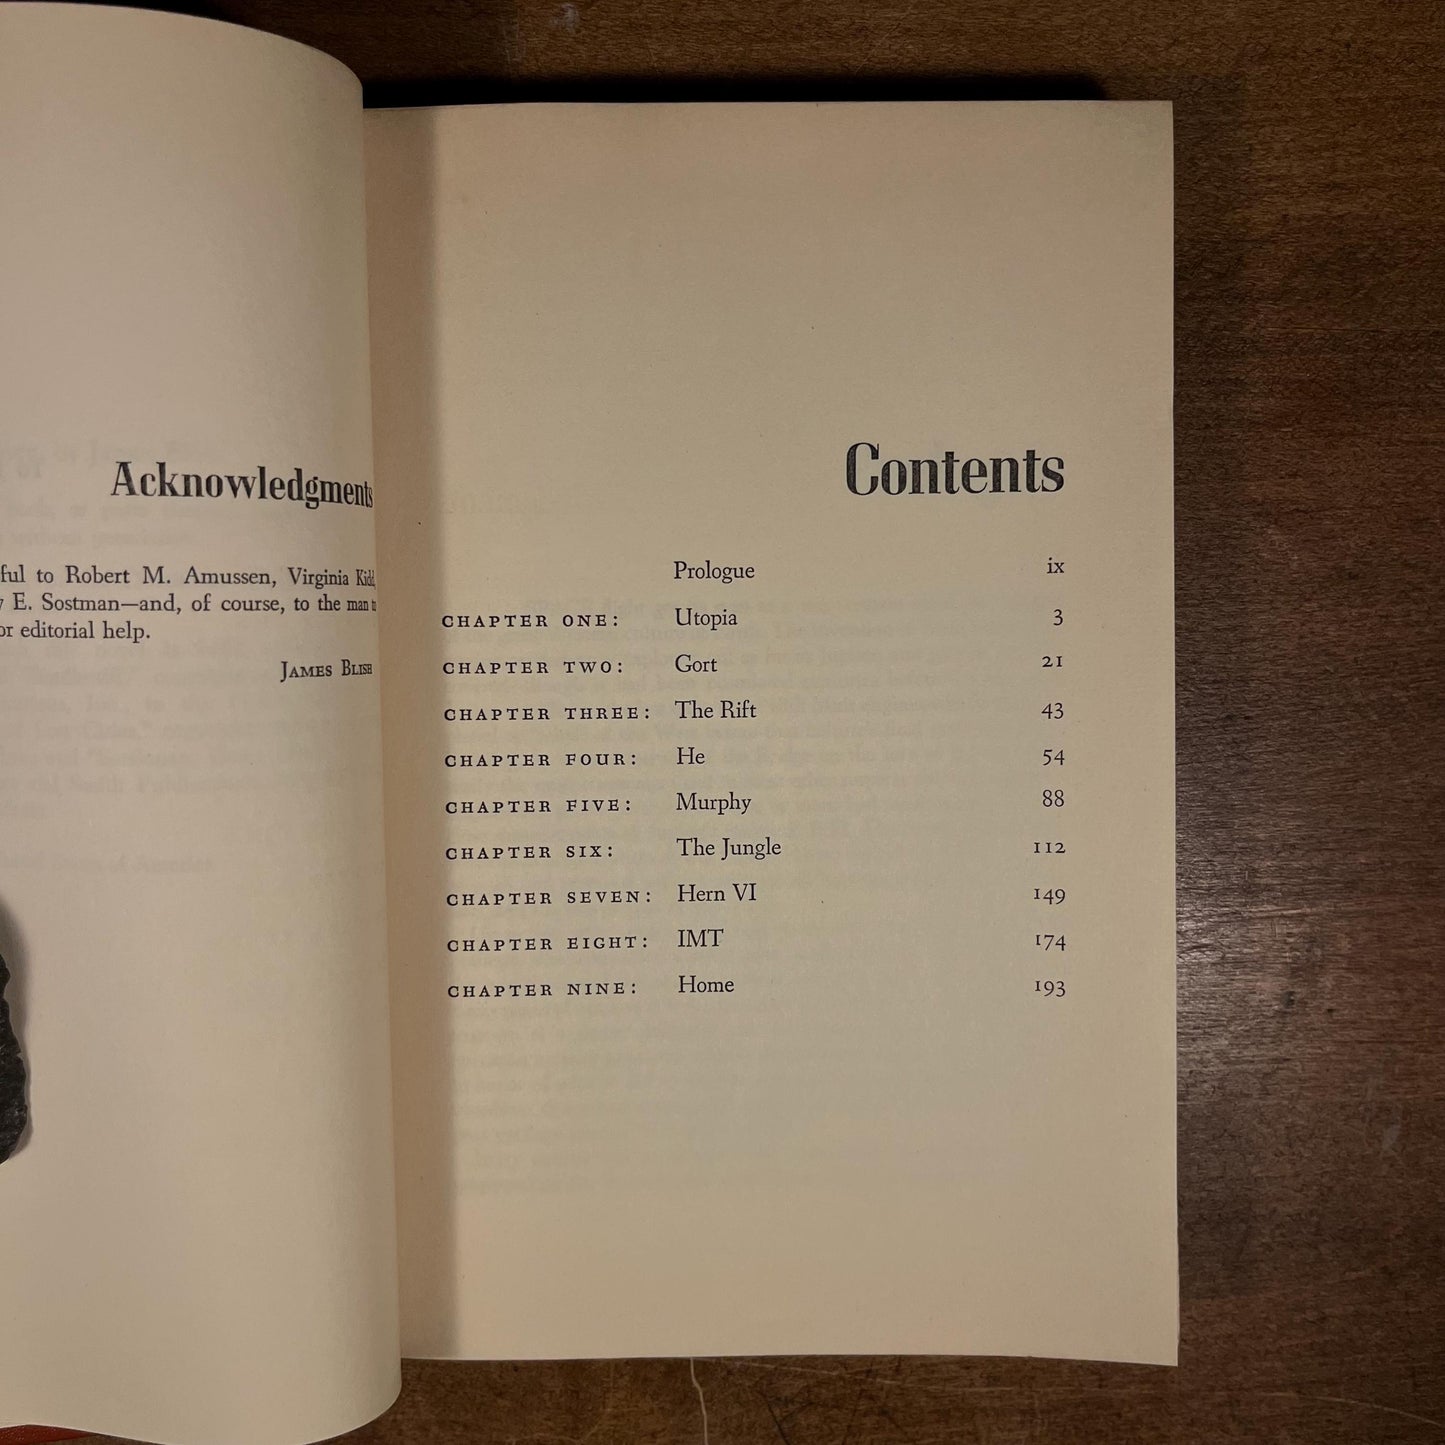 Acknowledgments
ful to Robert M. Amussen, Virginia Kidd,
E. Sostman—and, of course, to the man
or editorial help.
James Blish
Contents
Prologue ix
CHAPTER ONE: Utopia 3
CHAPTER TWO: Gort 21
CHAPTER THREE: The Rift 43
CHAPTER FOUR: He 54
CHAPTER FIVE: Murphy 88
CHAPTER SIX: The Jungle 112
CHAPTER SEVEN: Hern VI 149
CHAPTER EIGHT: IMT 174
CHAPTER NINE: Home 193